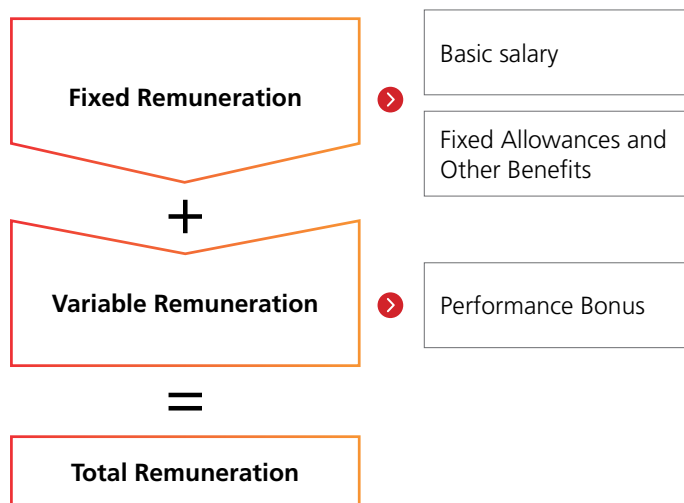 Fixed Remuneration
Basic salary
Fixed Allowances and
Other Benefits
+
Variable Remuneration
Performance Bonus
=
Total Remuneration